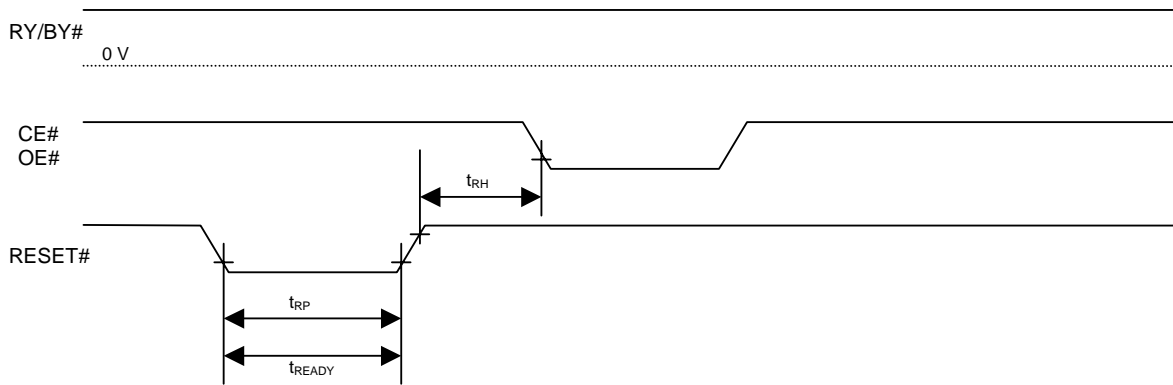 RY/BY#
0 V
CE#
OE#
tRH
RESET#
tRP
tREADY